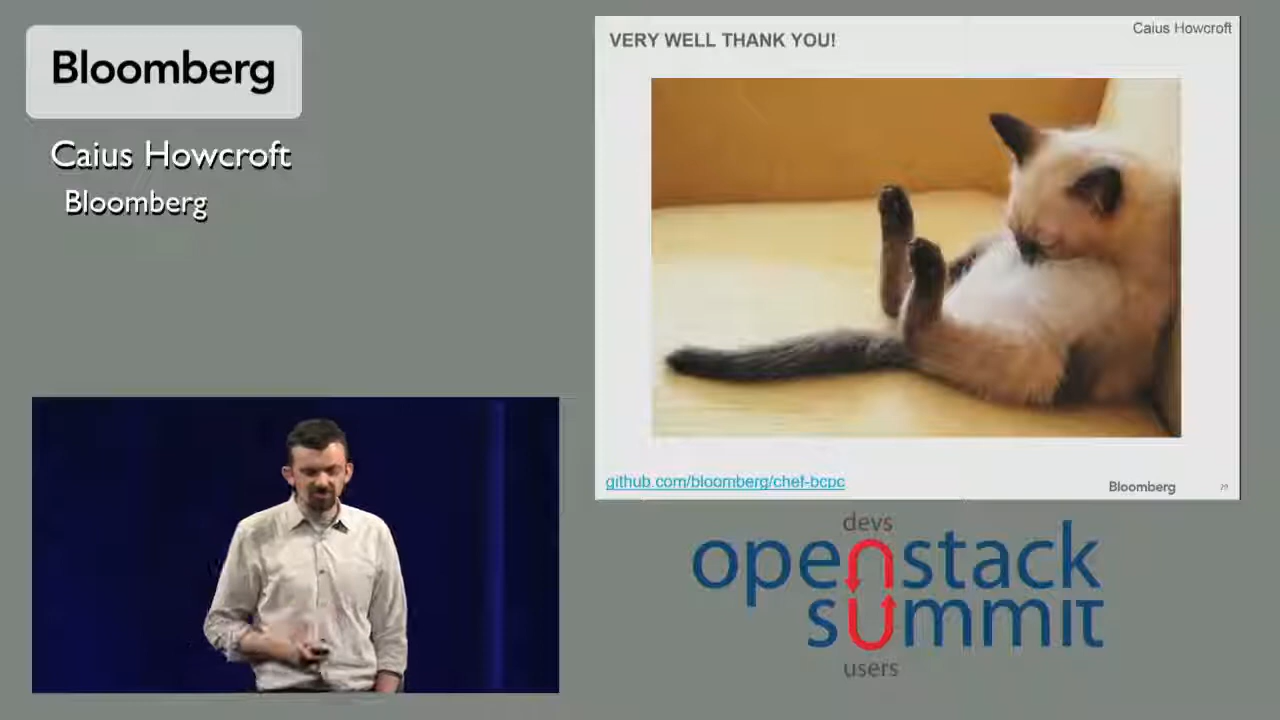 Bloomberg
Caius Howcroft
Bloomberg
VERY WELL THANK YOU!
Caius Howcroft
github.com/bloomberg/chef-bcpc
Bloomberg
devs
openstack
summit
users